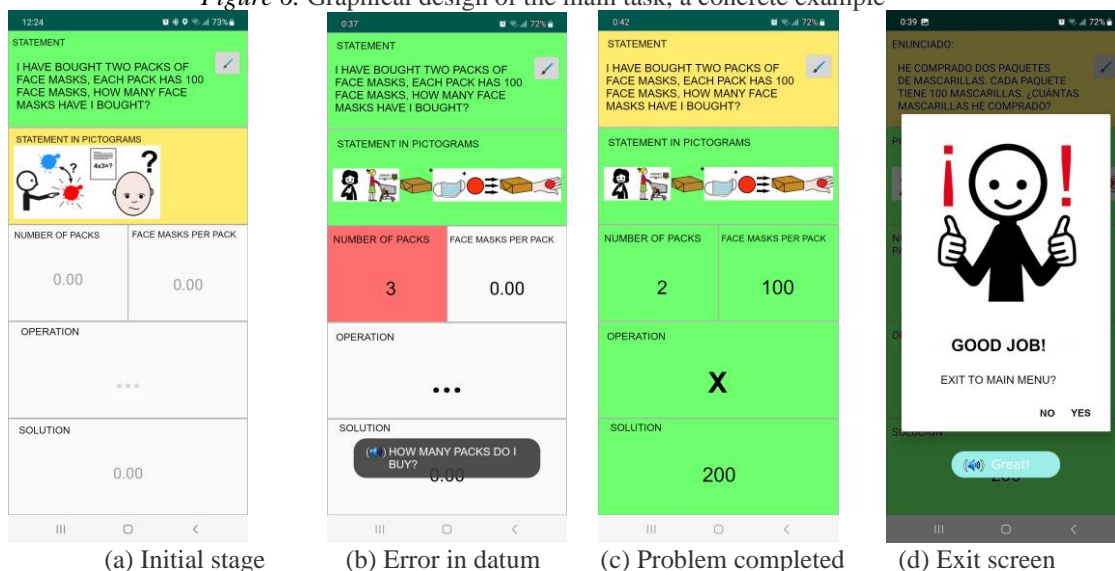 Figure 6. Graphical design of the main task, a concrete example
12:24
73%
STATEMENT
I HAVE BOUGHT TWO PACKS OF
FACE MASKS, EACH PACK HAS 100
FACE MASKS, HOW MANY FACE
MASKS HAVE I BOUGHT?
STATEMENT IN PICTOGRAMS
?
4x3=?
?
NUMBER OF PACKS
FACE MASKS PER PACK
0.00
0.00
OPERATION
...
SOLUTION
0.00
(a) Initial stage
0:37
72%
STATEMENT
I HAVE BOUGHT TWO PACKS OF
FACE MASKS, EACH PACK HAS 100
FACE MASKS, HOW MANY FACE
MASKS HAVE I BOUGHT?
STATEMENT IN PICTOGRAMS
NUMBER OF PACKS
FACE MASKS PER PACK
3
0.00
OPERATION
...
SOLUTION
HOW MANY PACKS DO I
BUY?
0.00
(b) Error in datum
0:42
72%
STATEMENT
I HAVE BOUGHT TWO PACKS OF
FACE MASKS, EACH PACK HAS 100
FACE MASKS, HOW MANY FACE
MASKS HAVE I BOUGHT?
STATEMENT IN PICTOGRAMS
NUMBER OF PACKS
FACE MASKS PER PACK
2
100
OPERATION
X
SOLUTION
200
(c) Problem completed
0:39
72%
ENUNCIADO:
HE COMPRADO DOS PAQUETES
DE MASCARILLAS. CADA PAQUETE
TIENE 100 MASCARILLAS. ¿CUÁNTAS
MASCARILLAS HE COMPRADO?
¡ !
GOOD JOB!
EXIT TO MAIN MENU?
NO YES
SOLUCIÓN:
Great!
200
(d) Exit screen